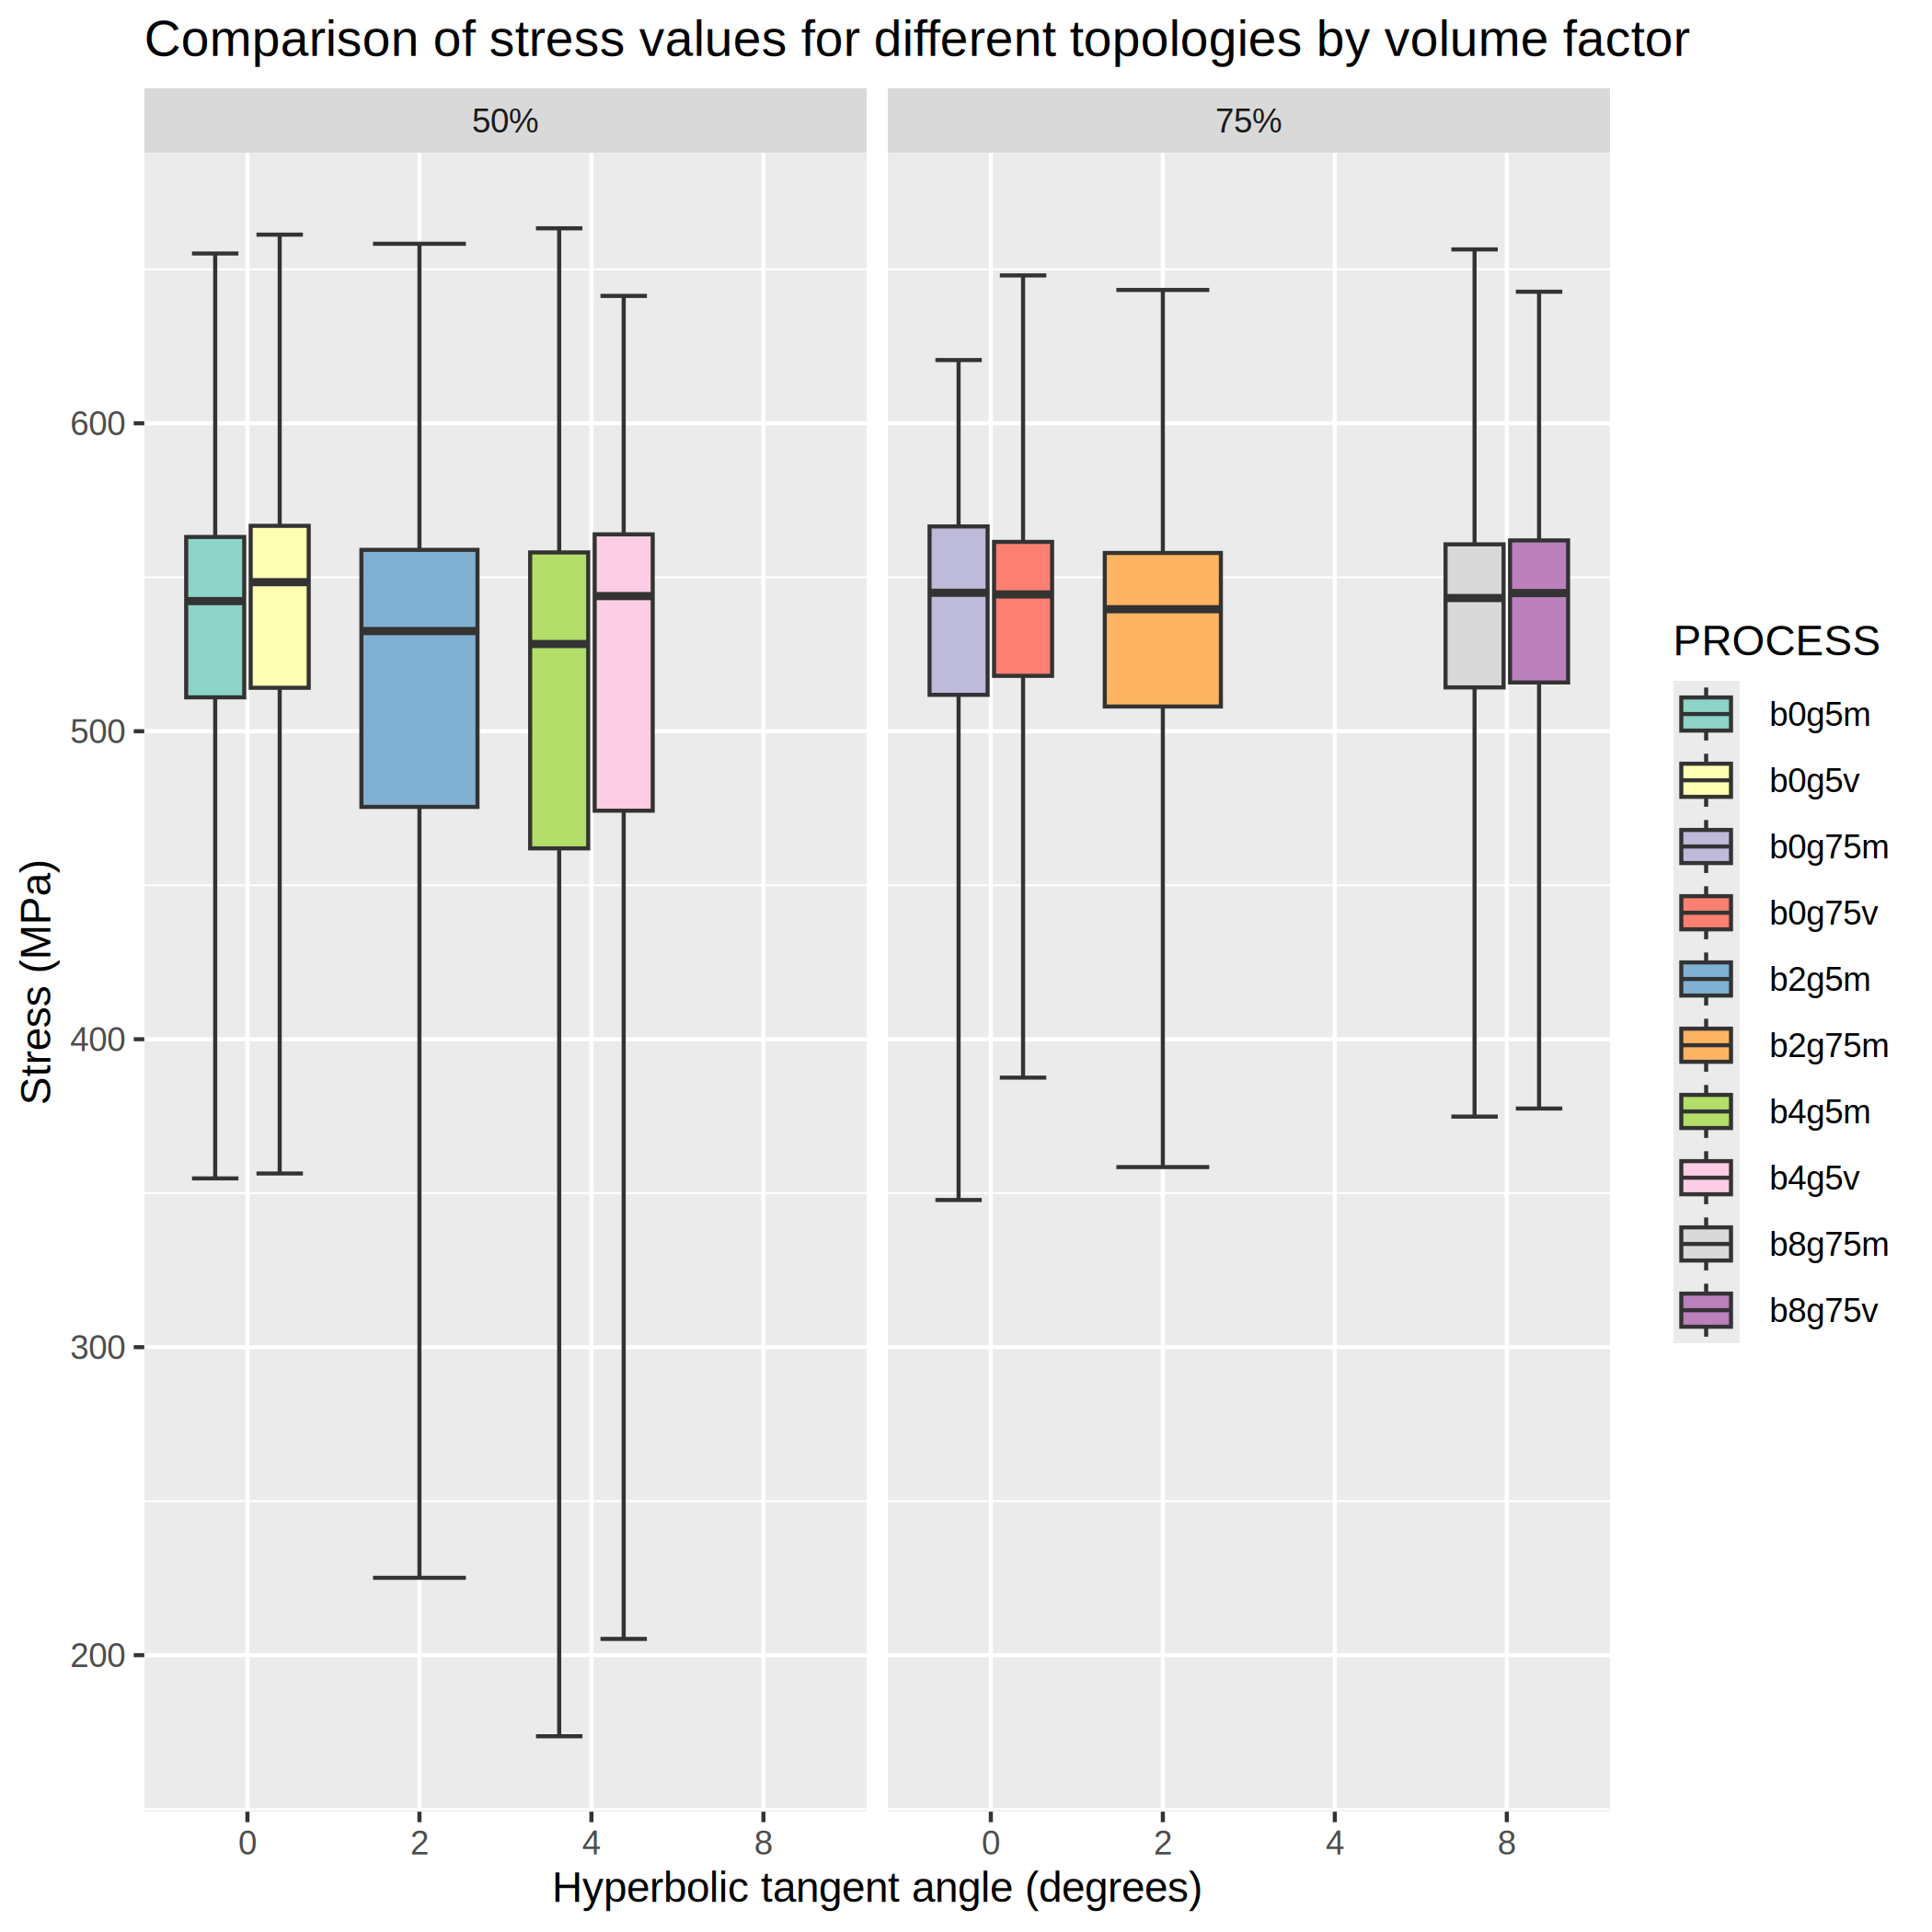 Comparison of stress values for different topologies by volume factor
50%
75%
600
500
400
300
200
Stress (MPa)
0 2 4 8
0 2 4 8
Hyperbolic tangent angle (degrees)
PROCESS
b0g5m
b0g5v
b0g75m
b0g75v
b2g5m
b2g75m
b4g5m
b4g5v
b8g75m
b8g75v